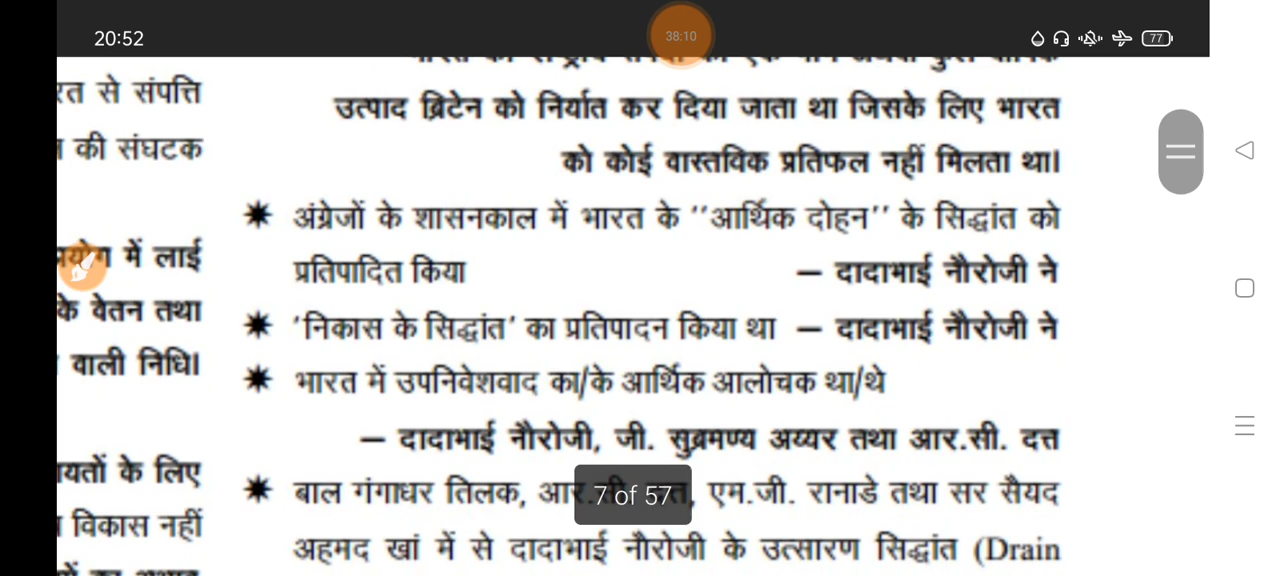 20:52
38:10
77
रत से संपत्ति
की संघटक
में लाई
के वेतन तथा
वाली निधि।
यतों के लिए
विकास नहीं
उत्पाद ब्रिटेन को निर्यात कर दिया जाता था जिसके लिए भारत
को कोई वास्तविक प्रतिफल नहीं मिलता था।
✷ अंग्रेजों के शासनकाल में भारत के ''आर्थिक दोहन'' के सिद्धांत को
प्रतिपादित किया — दादाभाई नौरोजी ने
✷ 'निकास के सिद्धांत' का प्रतिपादन किया था — दादाभाई नौरोजी ने
✷ भारत में उपनिवेशवाद का/के आर्थिक आलोचक था/थे
— दादाभाई नौरोजी, जी. सुब्रमण्य अय्यर तथा आर.सी. दत्त
✷ बाल गंगाधर तिलक, एम.जी. रानाडे तथा सर सैयद
7 of 57
अहमद खां में से दादाभाई नौरोजी के उत्सारण सिद्धांत (Drain